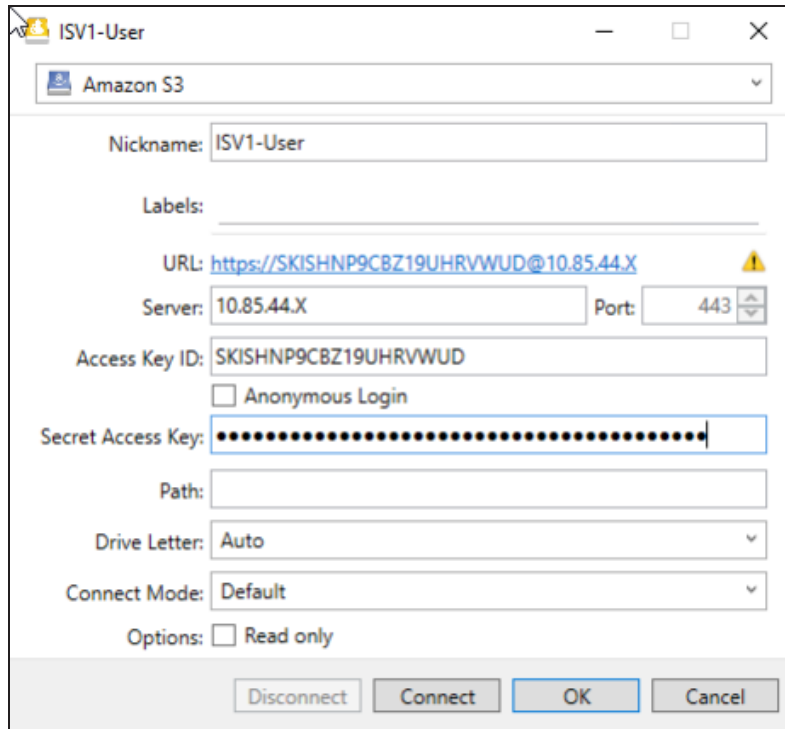 ISV1-User
Amazon S3
Nickname: ISV1-User
Labels:
URL: https://SKISHNP9CBZ19UHRVWUD@10.85.44.X
Server: 10.85.44.X Port: 443
Access Key ID: SKISHNP9CBZ19UHRVWUD
Anonymous Login
Secret Access Key: ••••••••••••••••••••••••••••••••••••••••
Path:
Drive Letter: Auto
Connect Mode: Default
Options: Read only
Disconnect Connect OK Cancel